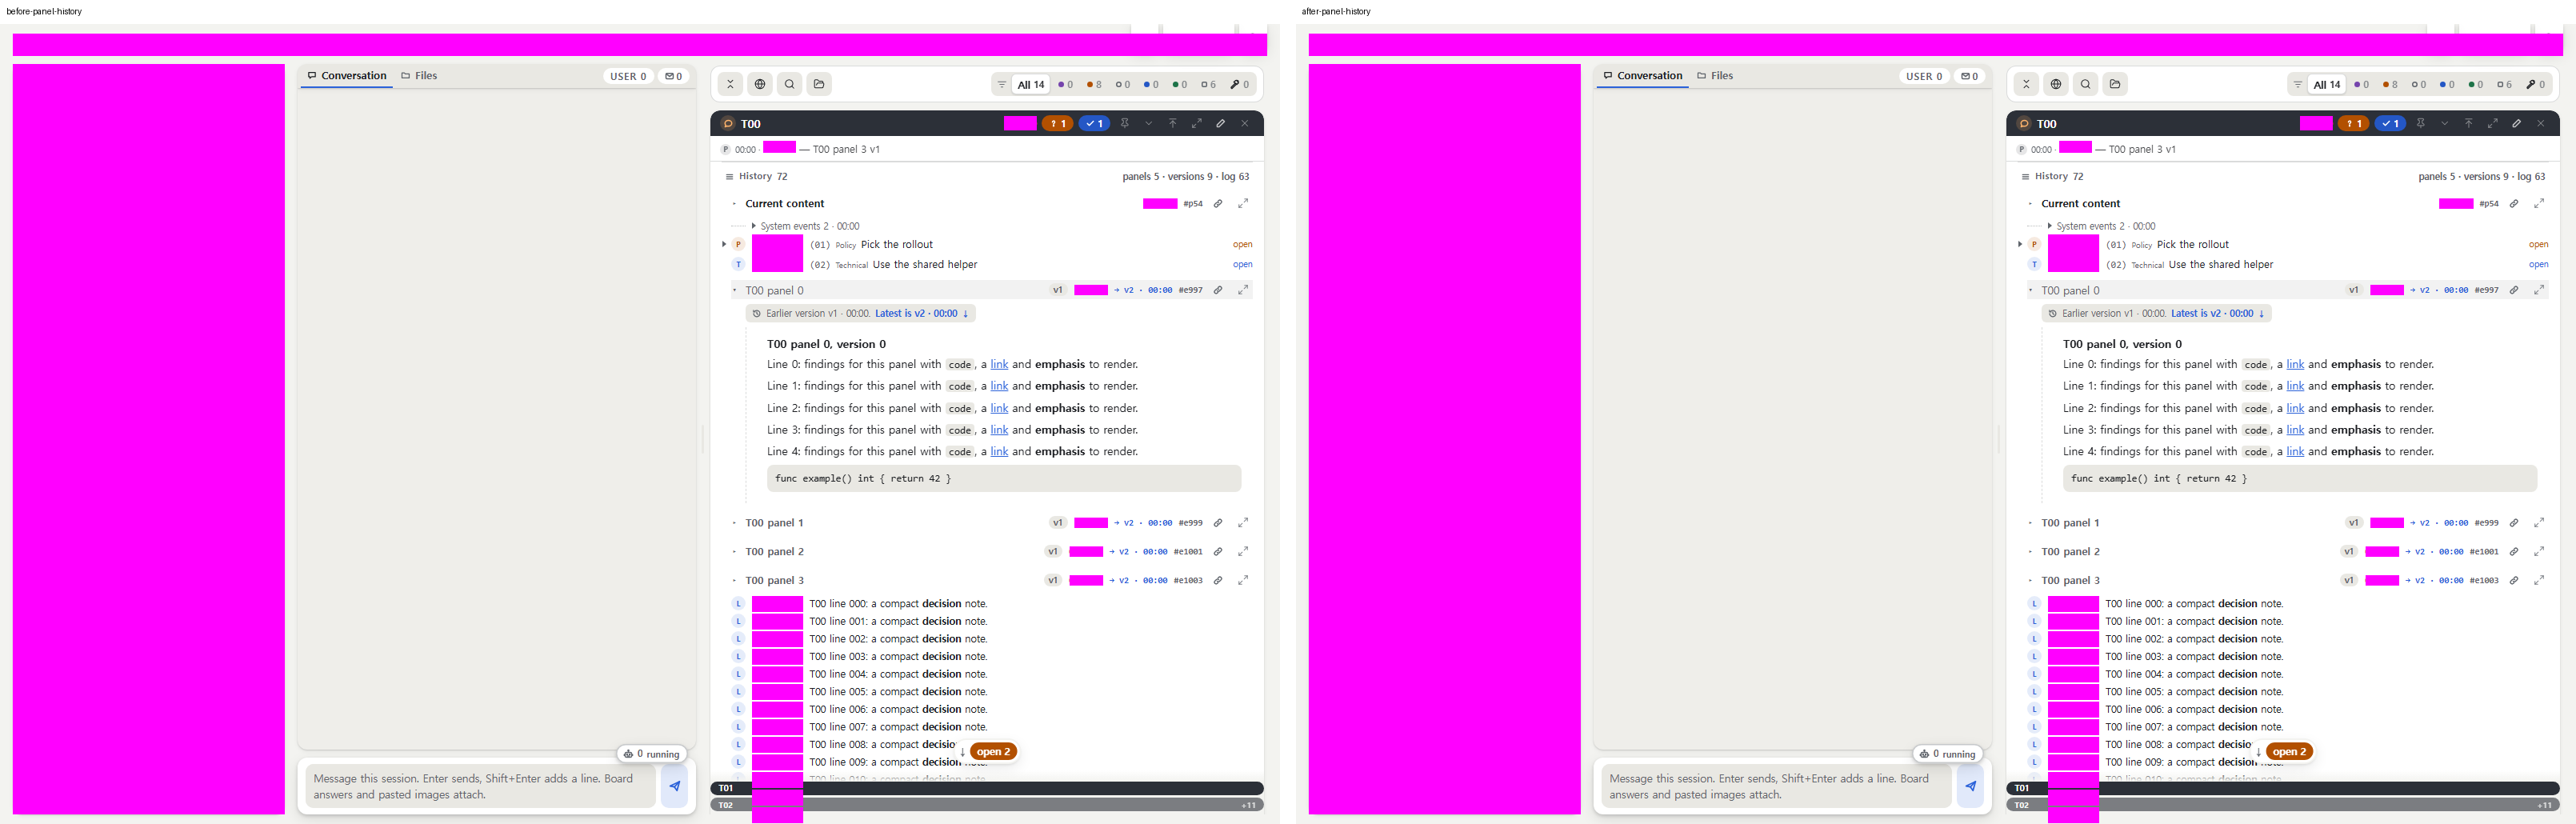 before-panel-history
Conversation Files USER 0 0
All 14 0 8 0 0 0 6 0
T00 ? 1 ✓ 1
P 00:00 · — T00 panel 3 v1
History 72 panels 5 · versions 9 · log 63
Current content #p54
System events 2 · 00:00
P (01) Policy Pick the rollout open
T (02) Technical Use the shared helper open
T00 panel 0 v1 → v2 · 00:00 #e997
Earlier version v1 · 00:00. Latest is v2 · 00:00 ↓
T00 panel 0, version 0
Line 0: findings for this panel with code, a link and emphasis to render.
Line 1: findings for this panel with code, a link and emphasis to render.
Line 2: findings for this panel with code, a link and emphasis to render.
Line 3: findings for this panel with code, a link and emphasis to render.
Line 4: findings for this panel with code, a link and emphasis to render.
func example() int { return 42 }
T00 panel 1 v1 → v2 · 00:00 #e999
T00 panel 2 v1 → v2 · 00:00 #e1001
T00 panel 3 v1 → v2 · 00:00 #e1003
L T00 line 000: a compact decision note.
L T00 line 001: a compact decision note.
L T00 line 002: a compact decision note.
L T00 line 003: a compact decision note.
L T00 line 004: a compact decision note.
L T00 line 005: a compact decision note.
L T00 line 006: a compact decision note.
L T00 line 007: a compact decision note.
L T00 line 008: a compact
L T00 line 009: a compact decision
↓ open 2
0 running
Message this session. Enter sends, Shift+Enter adds a line. Board
answers and pasted images attach.
T01
T02 +11
after-panel-history
Conversation Files USER 0 0
All 14 0 8 0 0 0 6 0
T00 ? 1 ✓ 1
P 00:00 · — T00 panel 3 v1
History 72 panels 5 · versions 9 · log 63
Current content #p54
System events 2 · 00:00
P (01) Policy Pick the rollout open
T (02) Technical Use the shared helper open
T00 panel 0 v1 → v2 · 00:00 #e997
Earlier version v1 · 00:00. Latest is v2 · 00:00 ↓
T00 panel 0, version 0
Line 0: findings for this panel with code, a link and emphasis to render.
Line 1: findings for this panel with code, a link and emphasis to render.
Line 2: findings for this panel with code, a link and emphasis to render.
Line 3: findings for this panel with code, a link and emphasis to render.
Line 4: findings for this panel with code, a link and emphasis to render.
func example() int { return 42 }
T00 panel 1 v1 → v2 · 00:00 #e999
T00 panel 2 v1 → v2 · 00:00 #e1001
T00 panel 3 v1 → v2 · 00:00 #e1003
L T00 line 000: a compact decision note.
L T00 line 001: a compact decision note.
L T00 line 002: a compact decision note.
L T00 line 003: a compact decision note.
L T00 line 004: a compact decision note.
L T00 line 005: a compact decision note.
L T00 line 006: a compact decision note.
L T00 line 007: a compact decision note.
L T00 line 008: a compact
L T00 line 009: a compact decision
↓ open 2
0 running
Message this session. Enter sends, Shift+Enter adds a line. Board
answers and pasted images attach.
T01
T02 +11